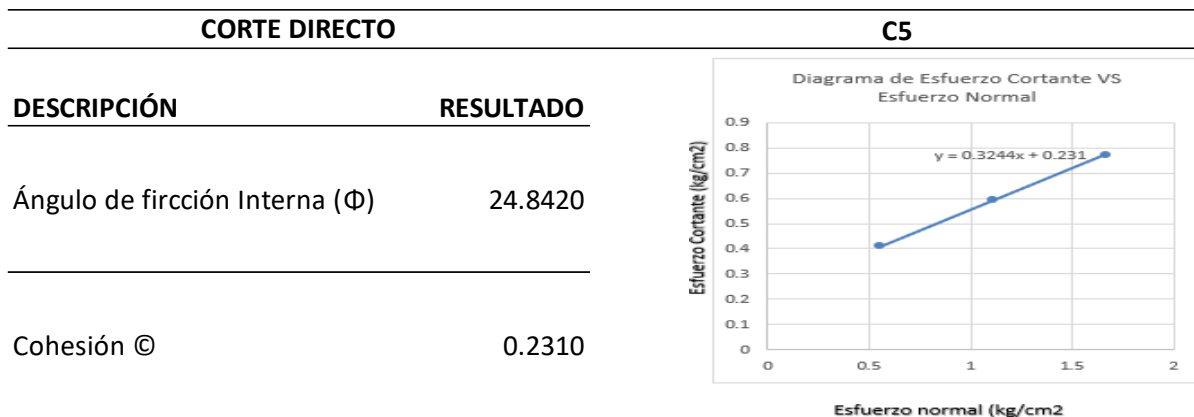 CORTE DIRECTO
C5
DESCRIPCIÓN RESULTADO
Ángulo de fircción Interna (Φ) 24.8420
Cohesión © 0.2310
Diagrama de Esfuerzo Cortante VS
Esfuerzo Normal
Esfuerzo Cortante (kg/cm2)
0.9
0.8
0.7
0.6
0.5
0.4
0.3
0.2
0.1
0
y = 0.3244x + 0.231
0 0.5 1 1.5 2
Esfuerzo normal (kg/cm2